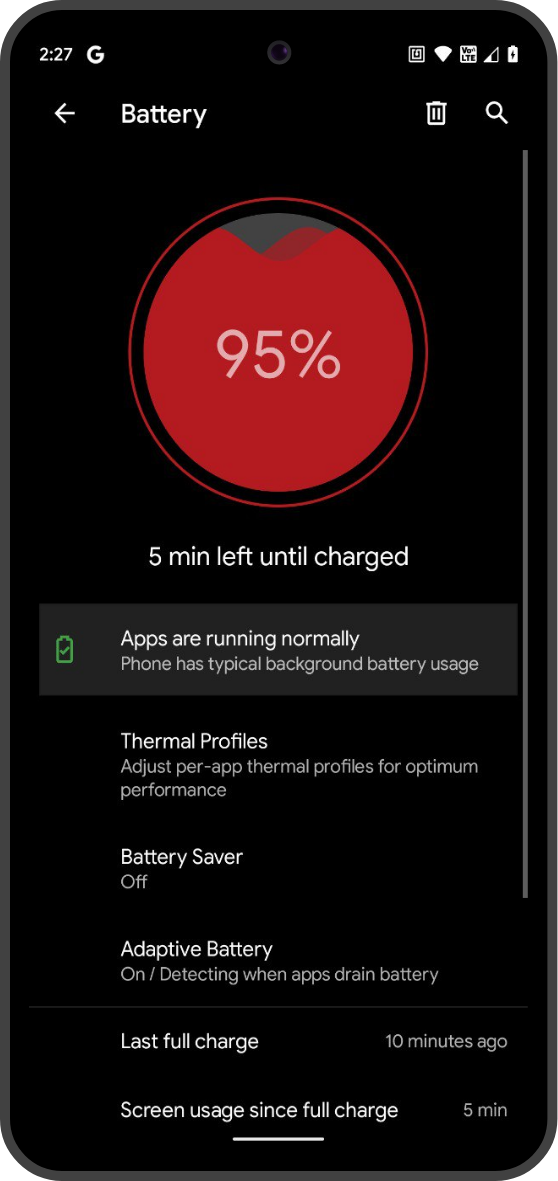 2:27 G Vo LTE
Battery
95%
5 min left until charged
Apps are running normally
Phone has typical background battery usage
Thermal Profiles
Adjust per-app thermal profiles for optimum
performance
Battery Saver
Off
Adaptive Battery
On / Detecting when apps drain battery
Last full charge 10 minutes ago
Screen usage since full charge 5 min